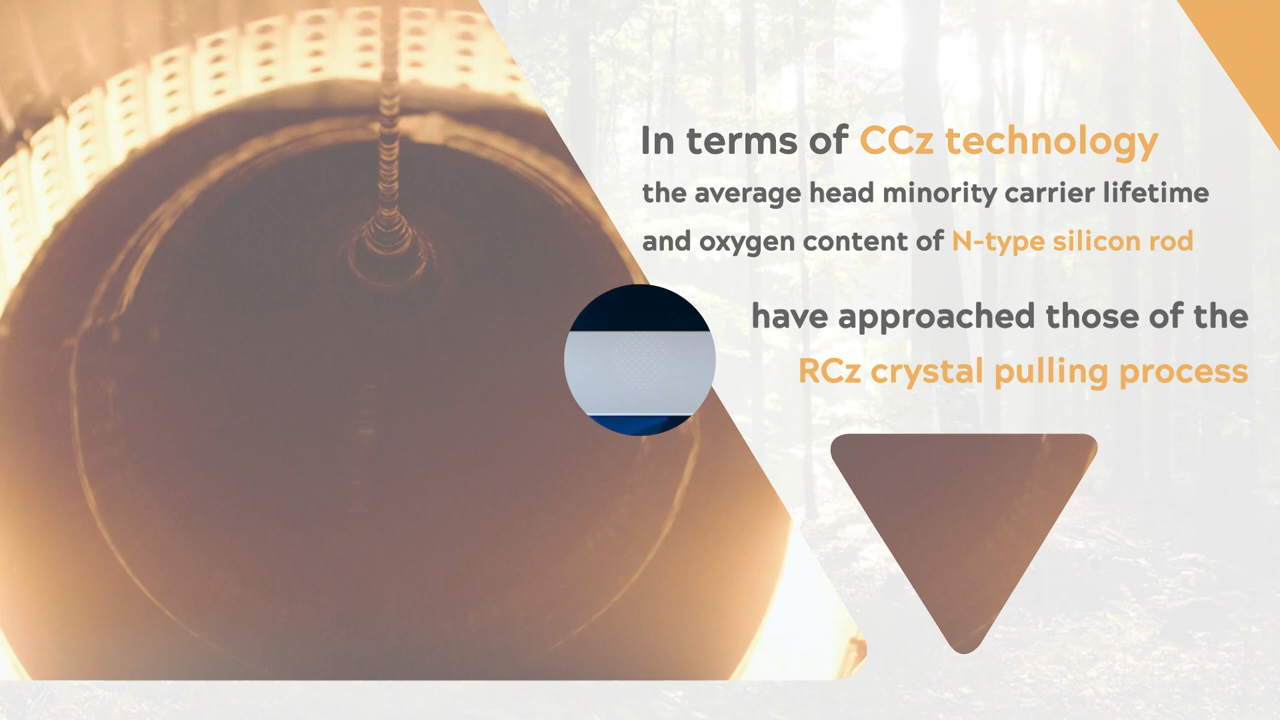 In terms of CCz technology
the average head minority carrier lifetime
and oxygen content of N-type silicon rod
have approached those of the
RCz crystal pulling process